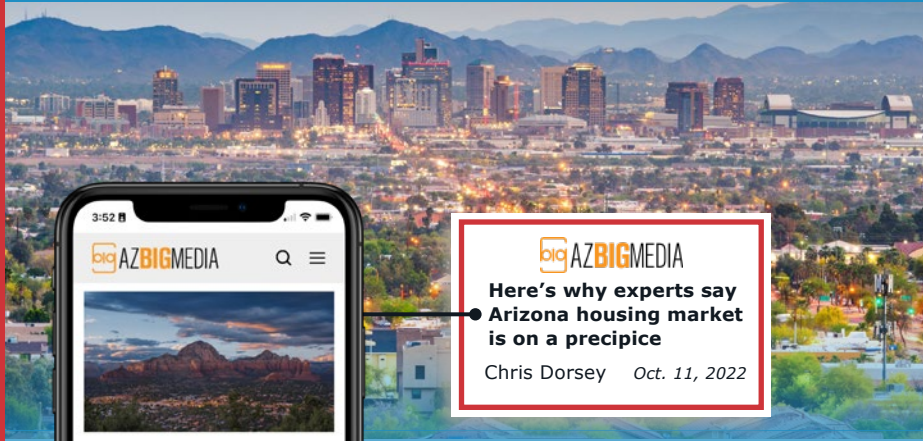 3:52
big AZBIGMEDIA
big AZBIGMEDIA
Here's why experts say
Arizona housing market
is on a precipice
Chris Dorsey Oct. 11, 2022